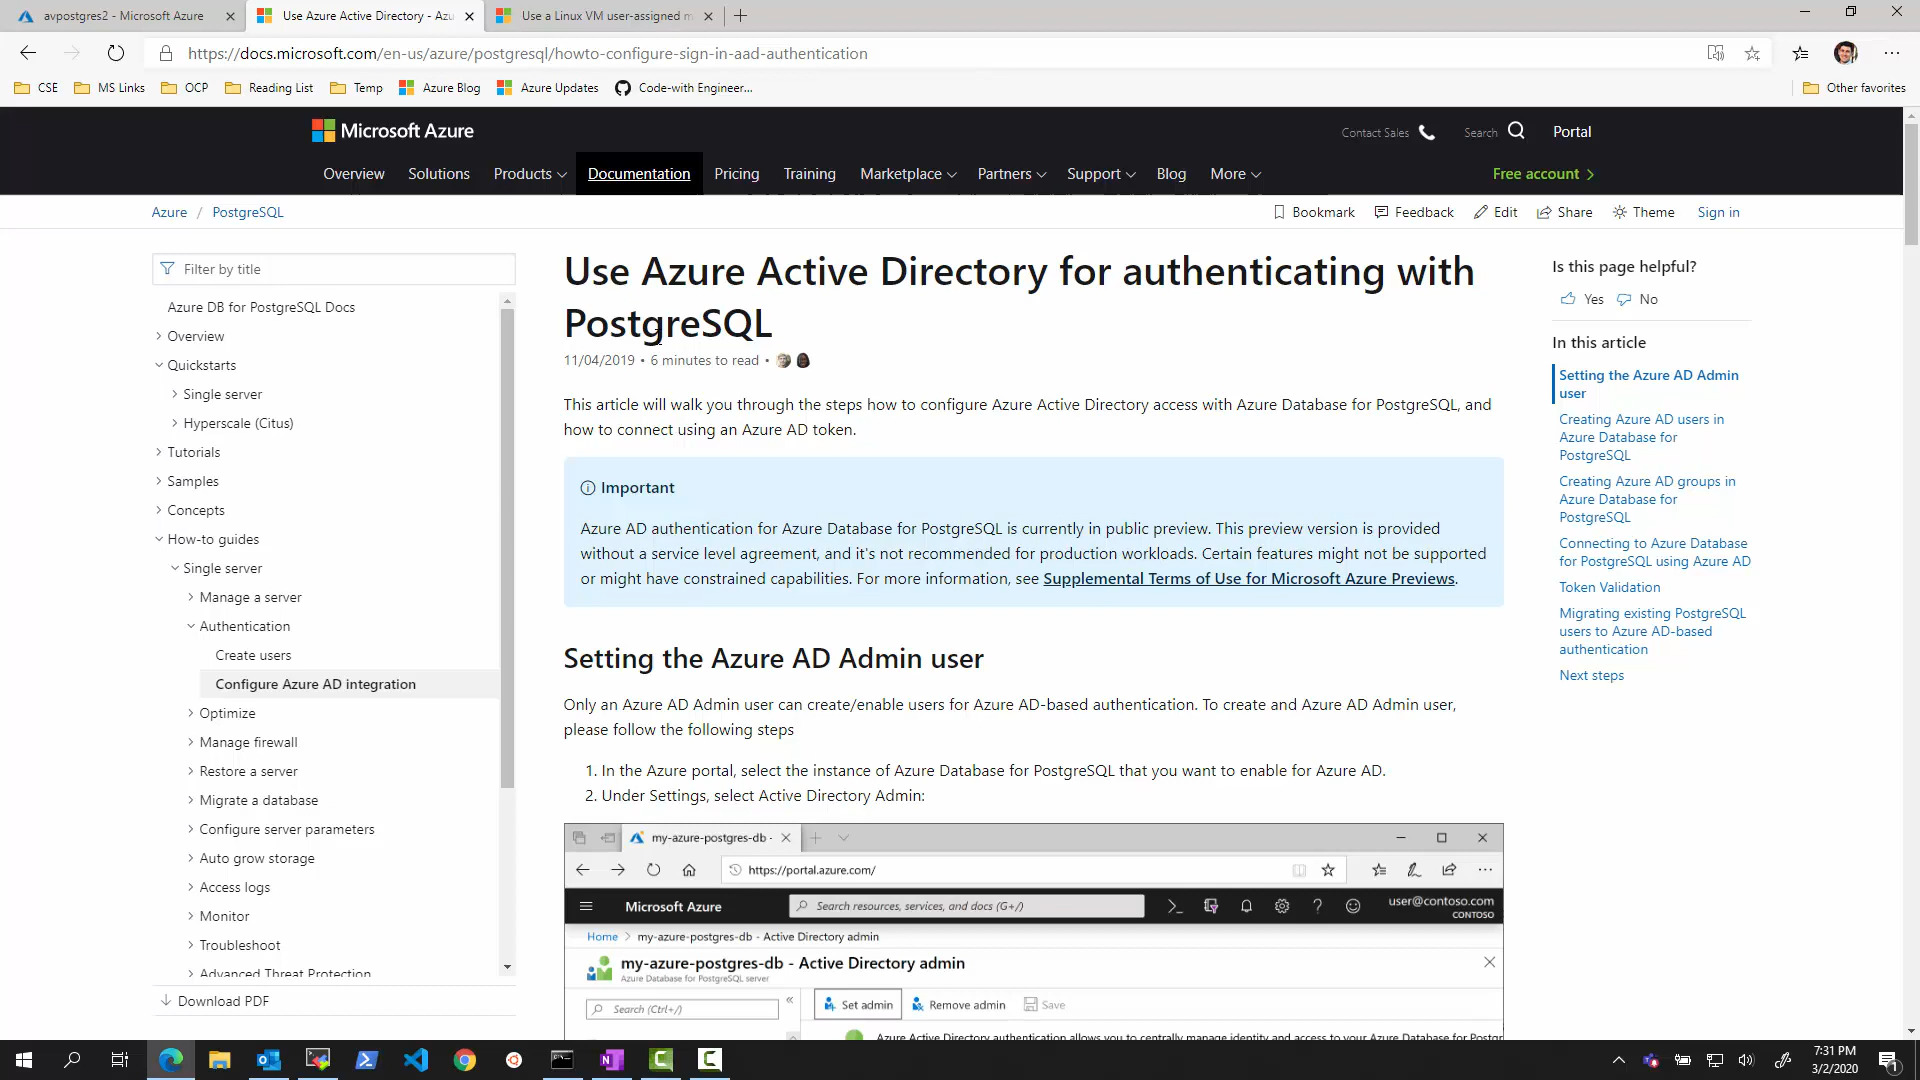 avpostgres2 - Microsoft Azure
Use Azure Active Directory - Azu
Use a Linux VM user-assigned m
https://docs.microsoft.com/en-us/azure/postgresql/howto-configure-sign-in-aad-authentication
CSE
MS Links
OCP
Reading List
Temp
Azure Blog
Azure Updates
Code-with Engineer...
Other favorites
Microsoft Azure
Contact Sales
Search
Portal
Overview
Solutions
Products
Documentation
Pricing
Training
Marketplace
Partners
Support
Blog
More
Free account
Azure / PostgreSQL
Bookmark
Feedback
Edit
Share
Theme
Sign in
Filter by title
Azure DB for PostgreSQL Docs
Overview
Quickstarts
Single server
Hyperscale (Citus)
Tutorials
Samples
Concepts
How-to guides
Single server
Manage a server
Authentication
Create users
Configure Azure AD integration
Optimize
Manage firewall
Restore a server
Migrate a database
Configure server parameters
Auto grow storage
Access logs
Monitor
Troubleshoot
Advanced Threat Protection
Download PDF
Use Azure Active Directory for authenticating with
PostgreSQL
11/04/2019 • 6 minutes to read •
This article will walk you through the steps how to configure Azure Active Directory access with Azure Database for PostgreSQL, and
how to connect using an Azure AD token.
Important
Azure AD authentication for Azure Database for PostgreSQL is currently in public preview. This preview version is provided
without a service level agreement, and it's not recommended for production workloads. Certain features might not be supported
or might have constrained capabilities. For more information, see Supplemental Terms of Use for Microsoft Azure Previews.
Setting the Azure AD Admin user
Only an Azure AD Admin user can create/enable users for Azure AD-based authentication. To create and Azure AD Admin user,
please follow the following steps
1. In the Azure portal, select the instance of Azure Database for PostgreSQL that you want to enable for Azure AD.
2. Under Settings, select Active Directory Admin:
my-azure-postgres-db -
https://portal.azure.com/
Microsoft Azure
Search resources, services, and docs (G+/)
user@contoso.com
CONTOSO
Home > my-azure-postgres-db - Active Directory admin
my-azure-postgres-db - Active Directory admin
Azure Database for PostgreSQL server
Search (Ctrl+/)
Set admin
Remove admin
Save
Azure Active Directory authentication allows you to centrally manage identity and access to your Azure Database for Postgr
Is this page helpful?
Yes
No
In this article
Setting the Azure AD Admin
user
Creating Azure AD users in
Azure Database for
PostgreSQL
Creating Azure AD groups in
Azure Database for
PostgreSQL
Connecting to Azure Database
for PostgreSQL using Azure AD
Token Validation
Migrating existing PostgreSQL
users to Azure AD-based
authentication
Next steps
7:31 PM
3/2/2020
1